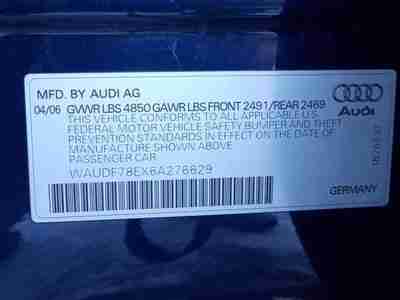 MFD. BY AUDI AG
04/06 GVWR LBS 4850 GAWR LBS FRONT 2491/REAR 2469
THIS VEHICLE CONFORMS TO ALL APPLICABLE U.S.
FEDERAL MOTOR VEHICLE SAFETY BUMPER AND THEFT
PREVENTION STANDARDS IN EFFECT ON THE
DATE OF MANUFACTURE SHOWN ABOVE
PASSENGER CAR
WAUDF78EX6A276629
Audi
GERMANY